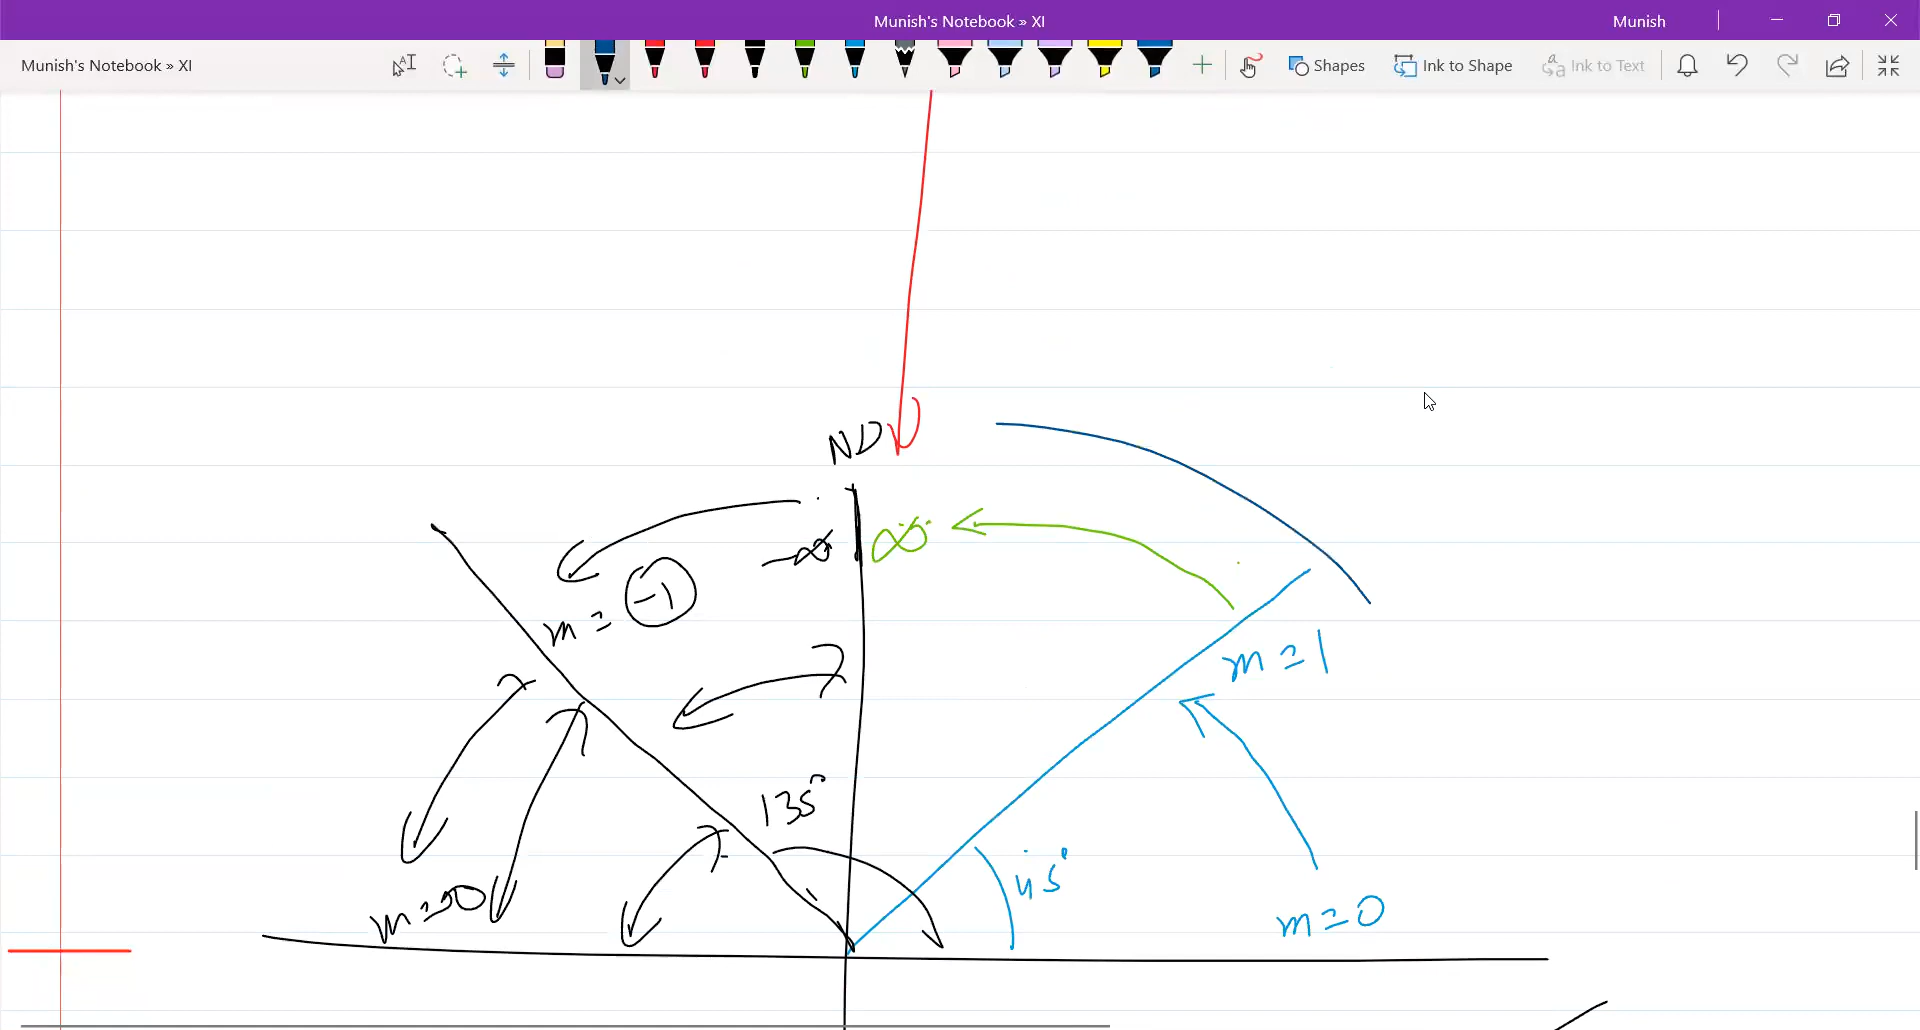 Munish's Notebook » XI
Munish
Munish's Notebook » XI
Shapes
Ink to Shape
Ink to Text
ND
-∞ ∞
m = -1
m = 1
135°
45°
m = 0
m = 0